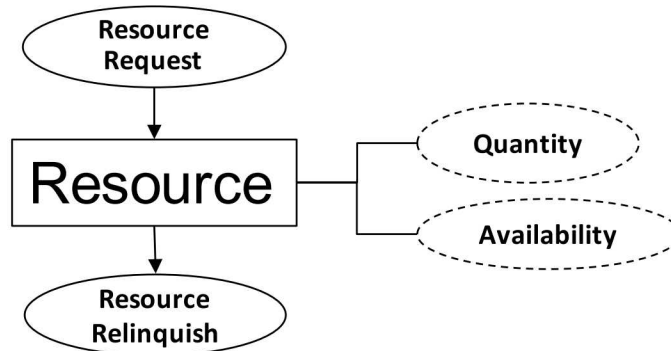 Resource
Request
Resource
Quantity
Availability
Resource
Relinquish